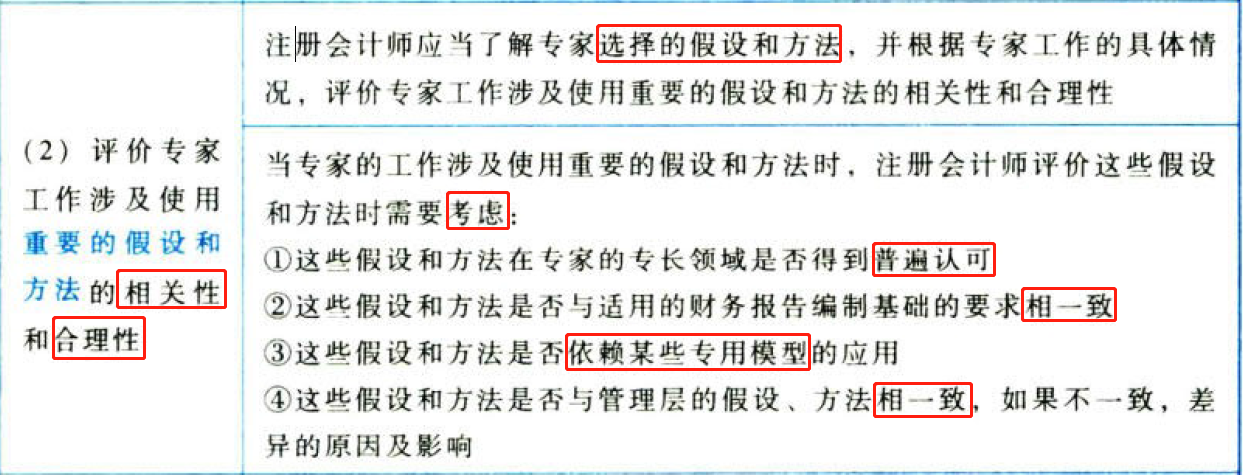 (2) 评价专家
工作涉及使用
重要的假设和
方法的相关性
和合理性
注册会计师应当了解专家选择的假设和方法，并根据专家工作的具体情
况，评价专家工作涉及使用重要的假设和方法的相关性和合理性
当专家的工作涉及使用重要的假设和方法时，注册会计师评价这些假设
和方法时需要考虑：
①这些假设和方法在专家的专长领域是否得到普遍认可
②这些假设和方法是否与适用的财务报告编制基础的要求相一致
③这些假设和方法是否依赖某些专用模型的应用
④这些假设和方法是否与管理层的假设、方法相一致，如果不一致，差
异的原因及影响